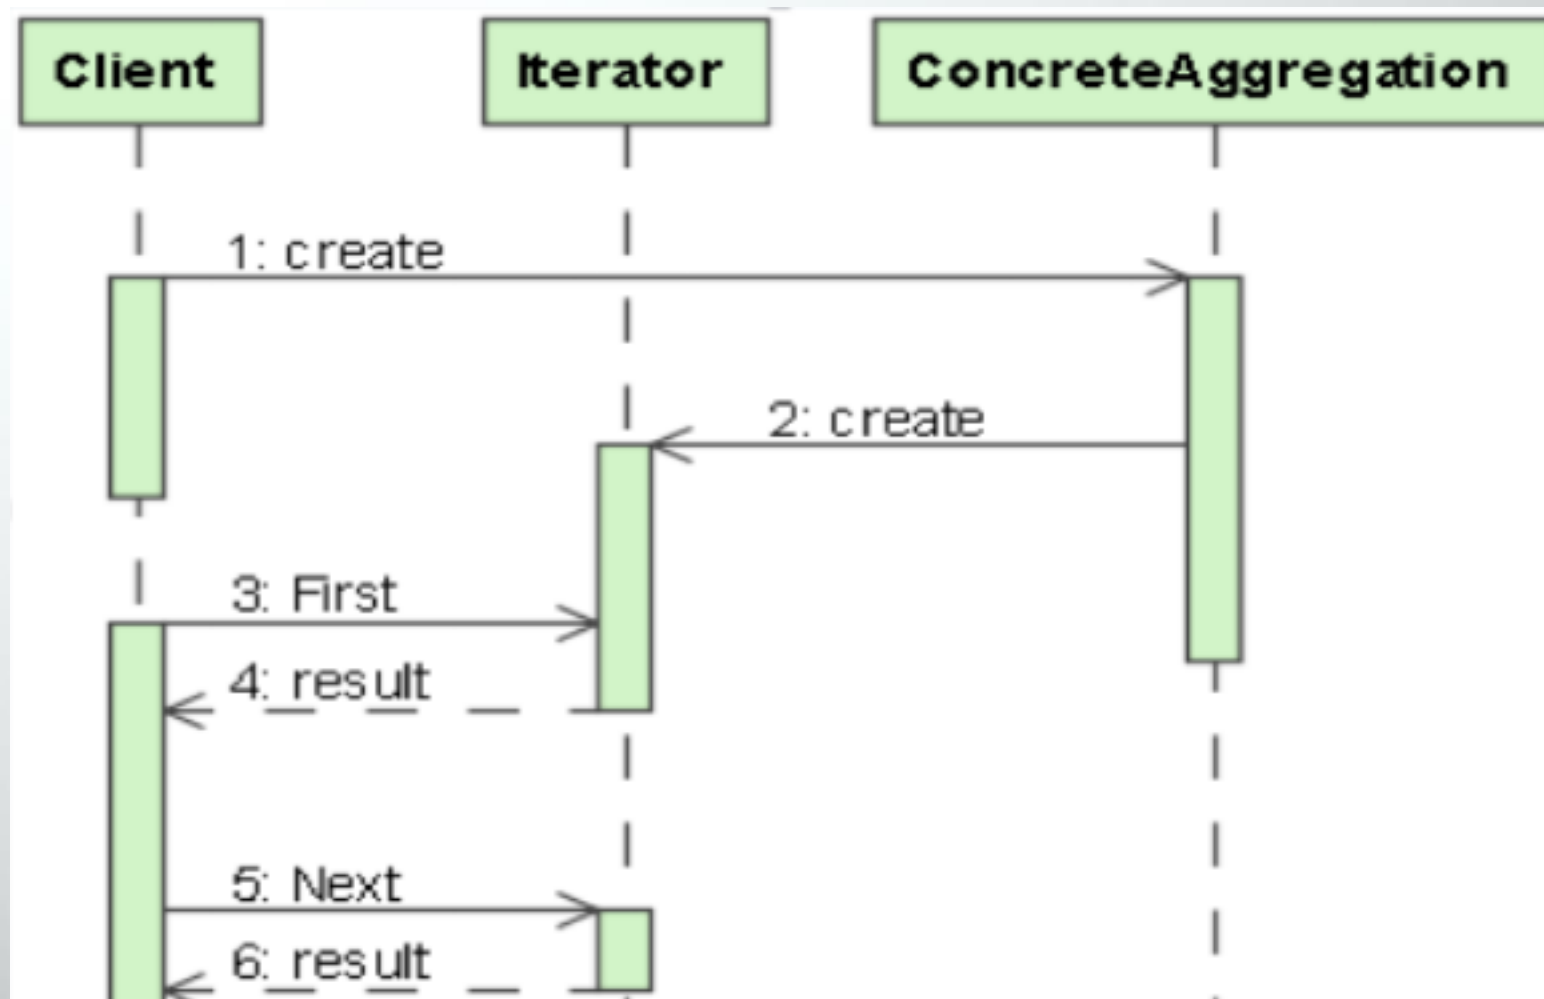 Client
Iterator
ConcreteAggregation
1: create
2: create
3: First
4: result
5: Next
6: result